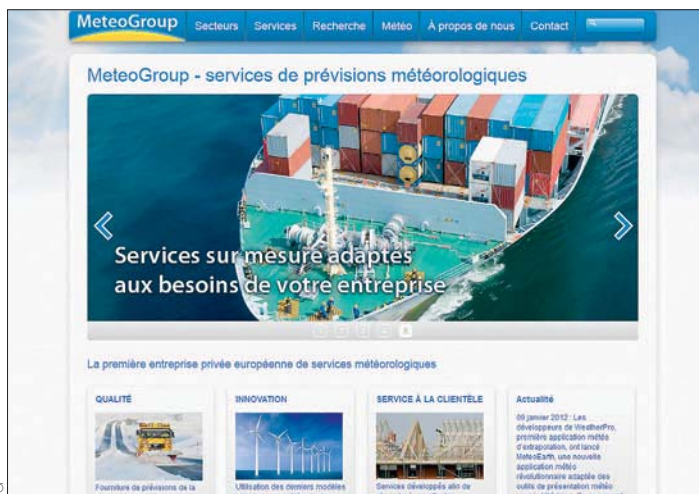 MeteoGroup
Secteurs Services Recherche Météo À propos de nous Contact
MeteoGroup - services de prévisions météorologiques
Services sur mesure adaptés
aux besoins de votre entreprise
La première entreprise privée européenne de services météorologiques
QUALITÉ
Fourniture de prévisions de la
INNOVATION
Utilisation des derniers modèles
SERVICE À LA CLIENTÈLE
Services développés afin de
Actualité
09 janvier 2012 : Les
développeurs de WeatherPro,
première application météo
d'extrapolation, ont lancé
MeteoEarth, une nouvelle
application météo
révolutionnaire adaptée des
outils de présentation météo